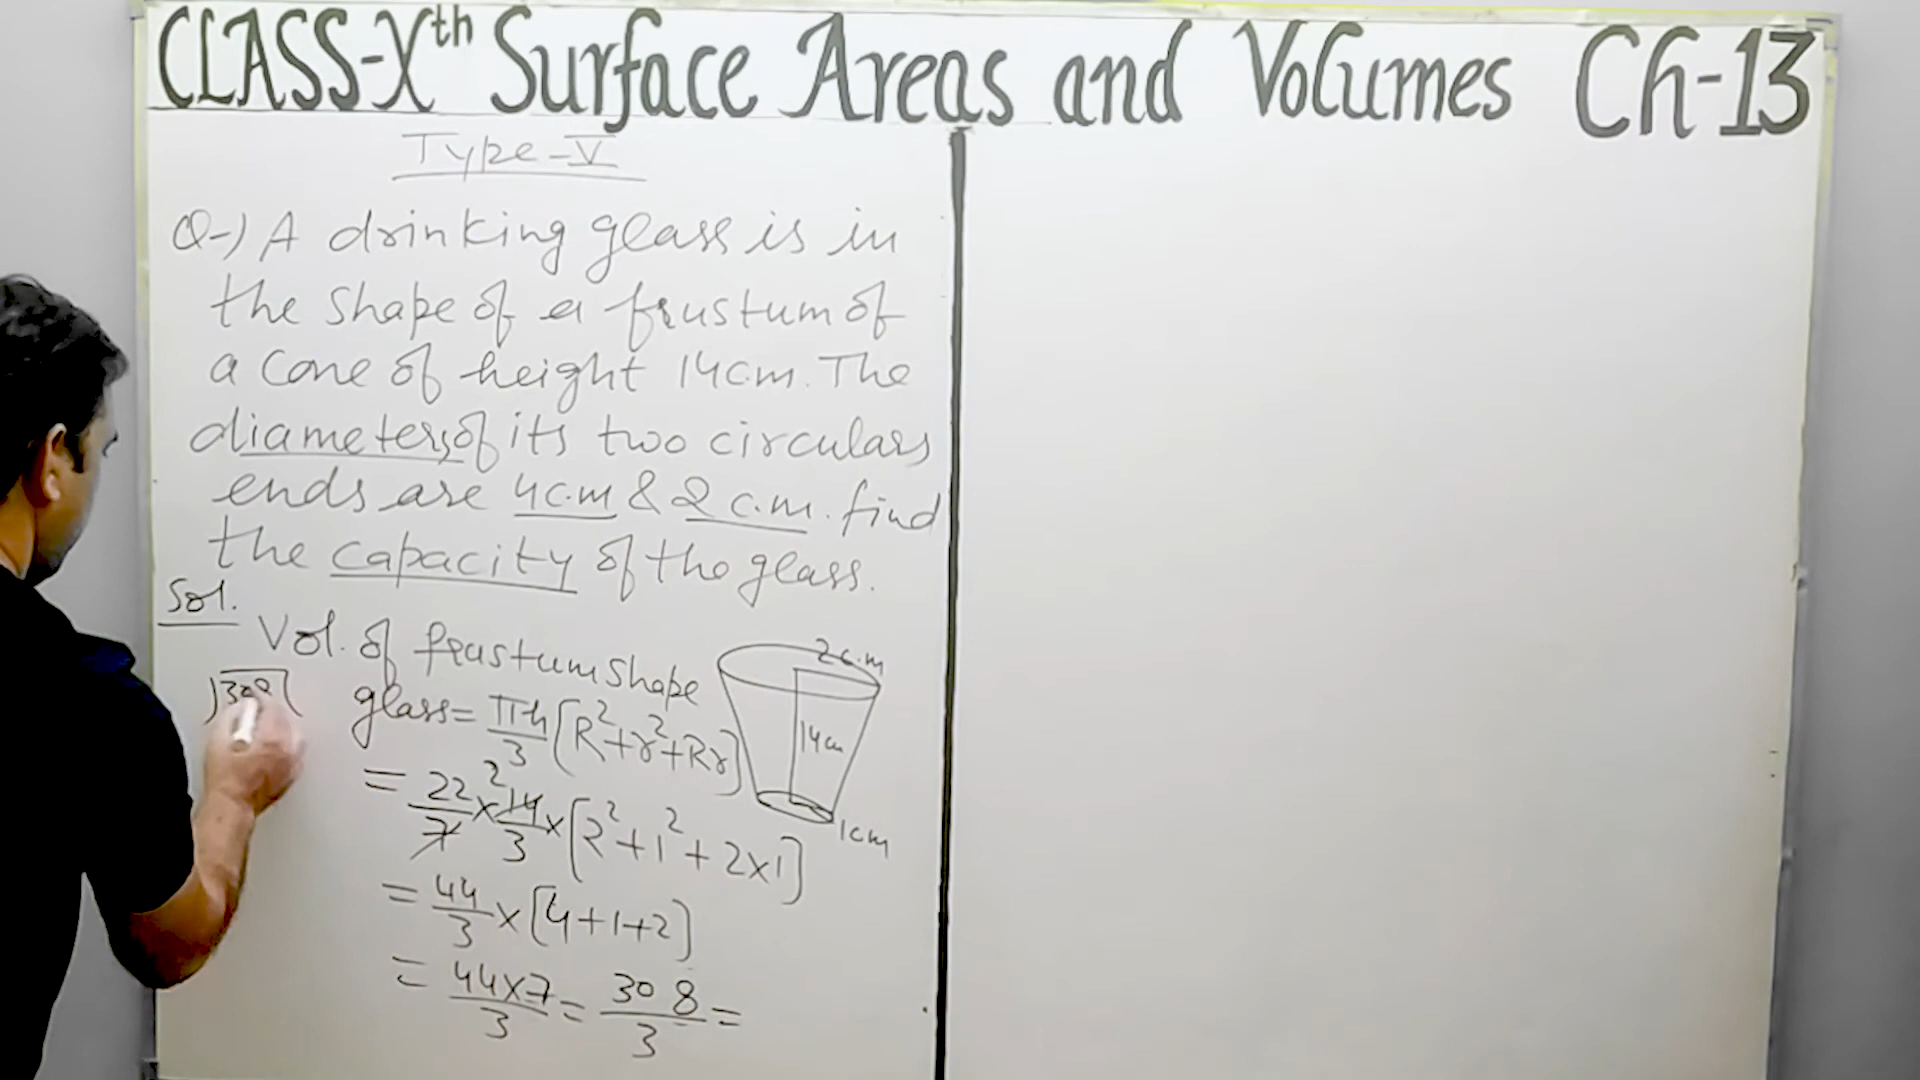 CLASS-Xth Surface Areas and Volumes Ch-13
Type-V
Q-) A drinking glass is in
the shape of a frustum of
a cone of height 14cm. The
diameters of its two circulars
ends are 4c.m & 2 c.m. find
the capacity of the glass.
Sol.
Vol. of frustum shape
glass = πh/3 [R²+r²+Rr]
= 22/7 × 14/3 × [2²+1²+2×1]
2
= 44/3 × [4+1+2]
= 44×7/3 = 308/3 =
)308(
2c.m
14cm
1cm